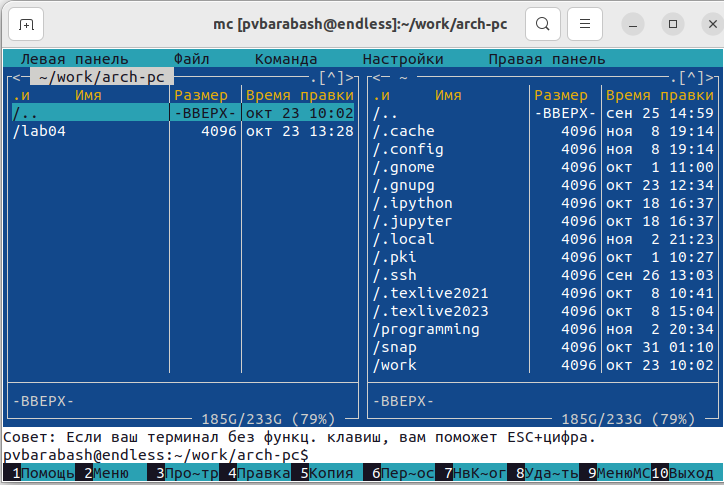 mc [pvbarabash@endless]:~/work/arch-pc
Левая панель Файл Команда Настройки Правая панель
<─ ~/work/arch-pc .[^]> <─ ~ .[^]>
.и Имя Размер Время правки .и Имя Размер Время правки
/.. -ВВЕРХ- окт 23 10:02 /.. -ВВЕРХ- сен 25 14:59
/lab04 4096 окт 23 13:28 /.cache 4096 ноя 8 19:14
/.config 4096 ноя 8 19:14
/.gnome 4096 окт 1 11:00
/.gnupg 4096 окт 23 12:34
/.ipython 4096 окт 18 16:37
/.jupyter 4096 окт 18 16:37
/.local 4096 ноя 2 21:23
/.pki 4096 окт 1 10:27
/.ssh 4096 сен 26 13:03
/.texlive2021 4096 окт 8 10:41
/.texlive2023 4096 окт 8 15:04
/programming 4096 ноя 2 20:34
/snap 4096 окт 31 01:10
/work 4096 окт 23 10:02
-ВВЕРХ- -ВВЕРХ-
185G/233G (79%) 185G/233G (79%)
Совет: Если ваш терминал без функц. клавиш, вам поможет ESC+цифра.
pvbarabash@endless:~/work/arch-pc$
1Помощь 2Меню 3Про~тр 4Правка 5Копия 6Пер~ос 7НвК~ог 8Уда~ть 9МенюMC 10Выход